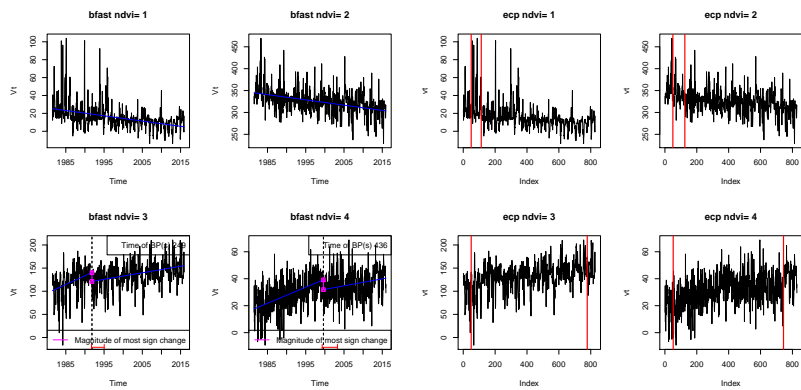 bfast ndvi= 1
Vt
100
80
60
40
20
0
1985
1995
2005
2015
Time
bfast ndvi= 2
Vt
450
400
350
300
250
1985
1995
2005
2015
Time
ecp ndvi= 1
vt
100
80
60
40
20
0
0
200
400
600
800
Index
ecp ndvi= 2
vt
450
400
350
300
250
0
200
400
600
800
Index
bfast ndvi= 3
Vt
200
150
100
50
0
Time of BP(s) 249
Magnitude of most sign change
1985
1995
2005
2015
Time
bfast ndvi= 4
Vt
60
40
20
0
Time of BP(s) 436
Magnitude of most sign change
1985
1995
2005
2015
Time
ecp ndvi= 3
vt
200
150
100
50
0
0
200
400
600
800
Index
ecp ndvi= 4
vt
60
40
20
0
0
200
400
600
800
Index